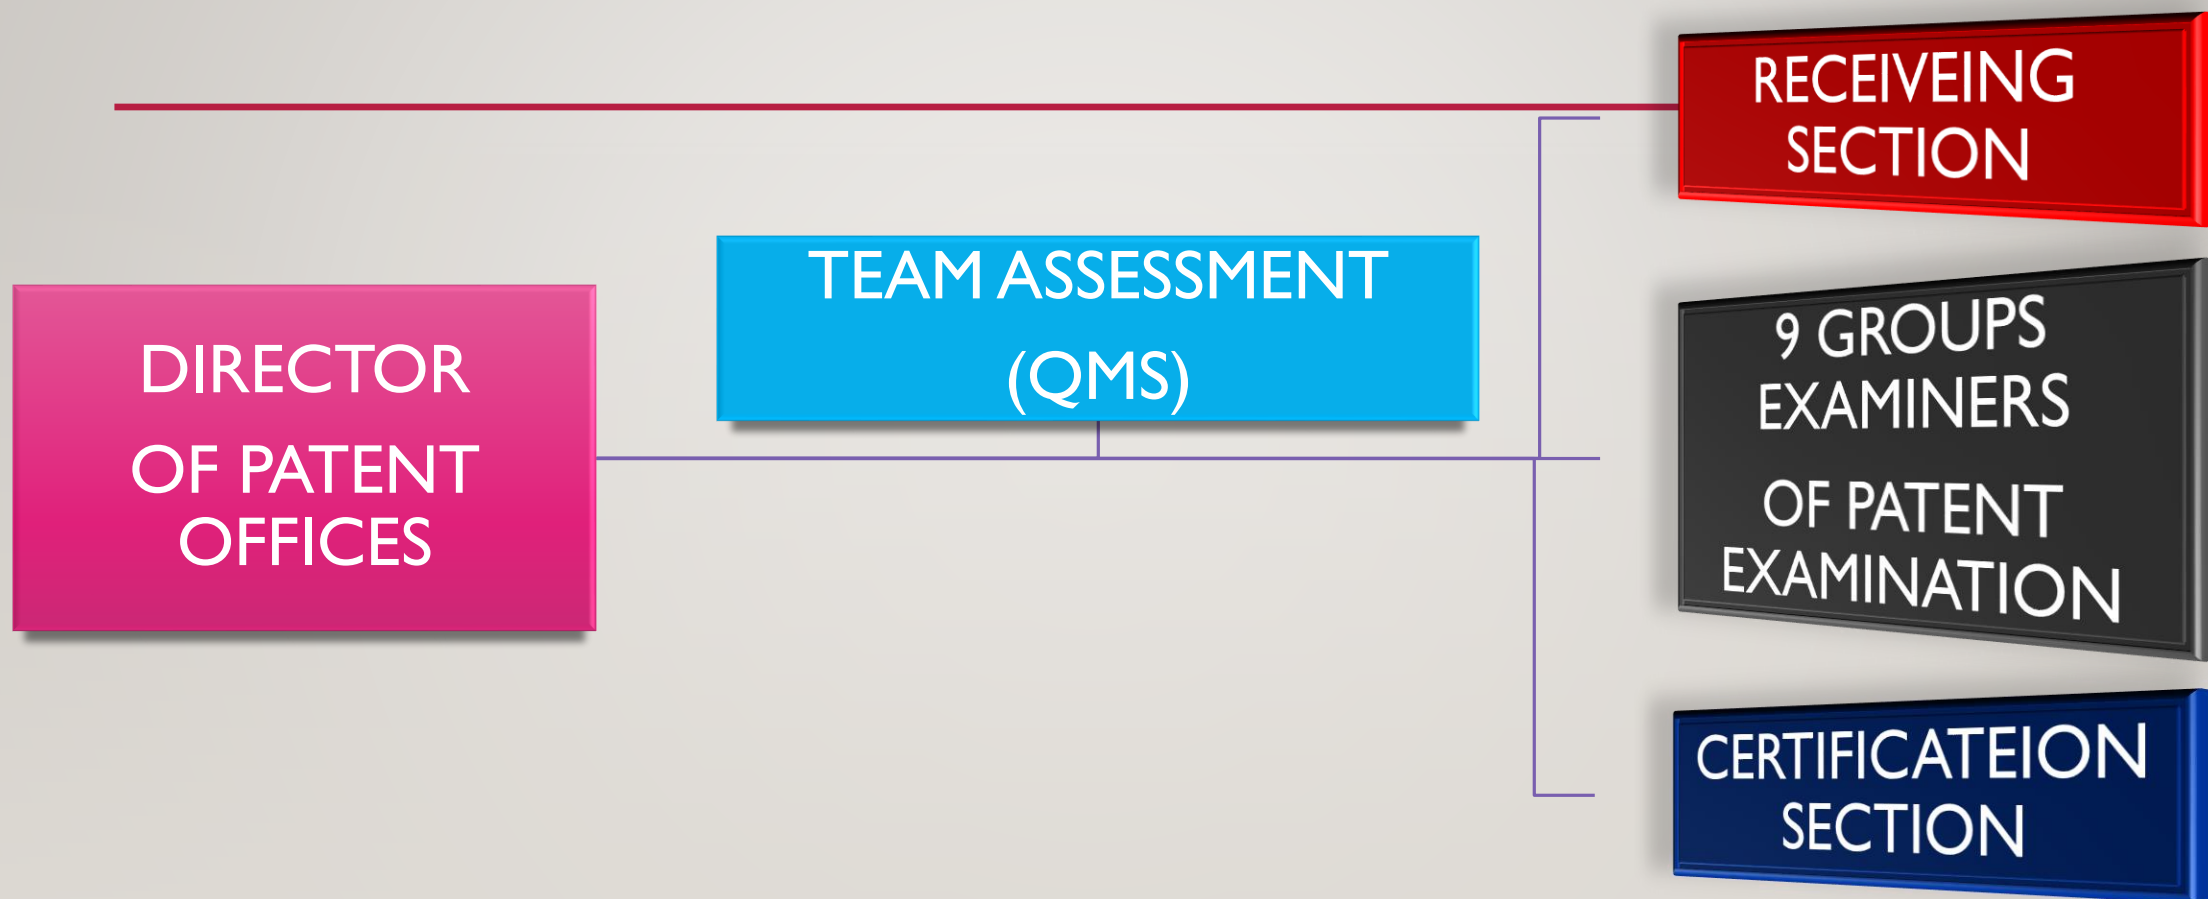 RECEIVEING
SECTION
TEAM ASSESSMENT
(QMS)
DIRECTOR
OF PATENT
OFFICES
9 GROUPS
EXAMINERS
OF PATENT
EXAMINATION
CERTIFICATEION
SECTION